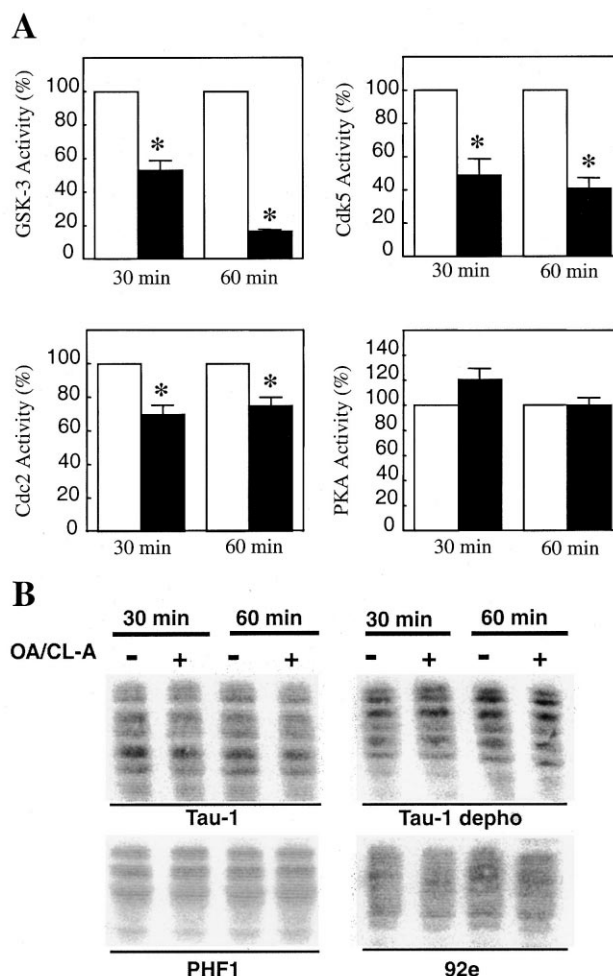 A
GSK-3 Activity (%)
100
80
60
40
20
0
* *
30 min 60 min
Cdk5 Activity (%)
100
80
60
40
20
0
* *
30 min 60 min
Cdc2 Activity (%)
100
80
60
40
20
0
* *
30 min 60 min
PKA Activity (%)
140
120
100
80
60
40
20
0
30 min 60 min
B
30 min 60 min 30 min 60 min
OA/CL-A - + - + - + - +
Tau-1 Tau-1 depho
PHF1 92e